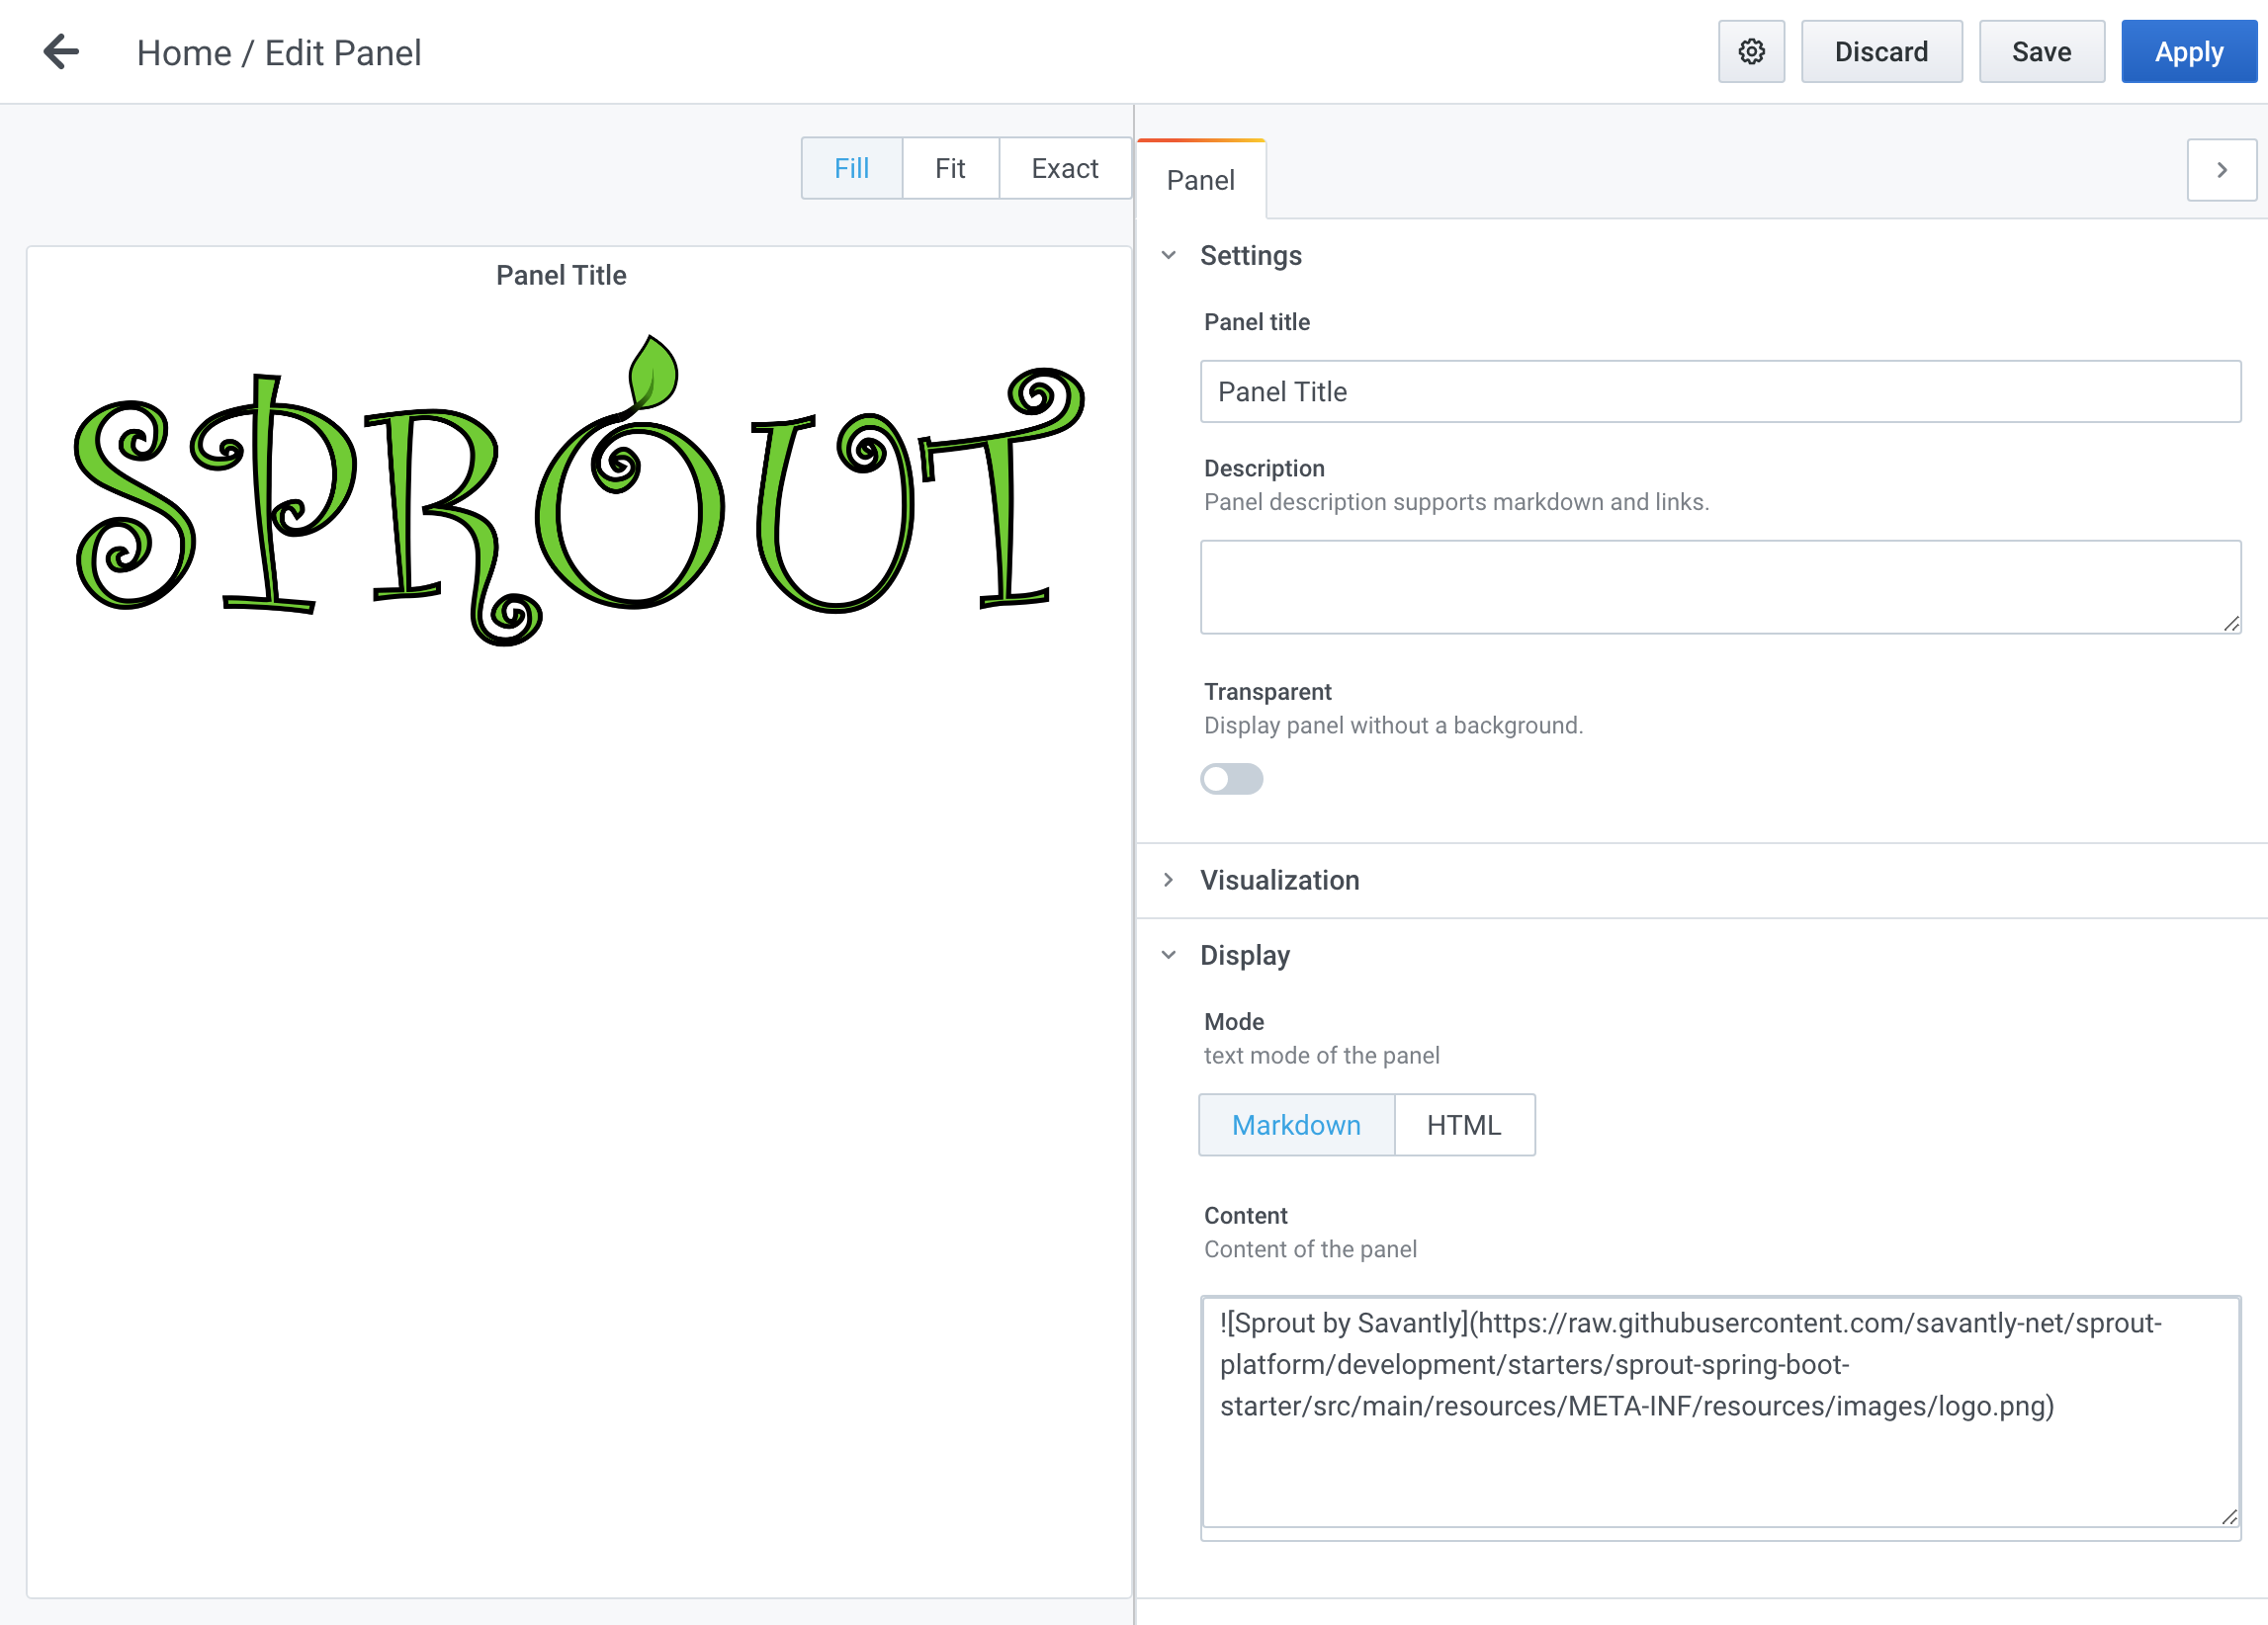 Home / Edit Panel
Discard
Save
Apply
Fill
Fit
Exact
Panel Title
SPROUT
Panel
Settings
Panel title
Panel Title
Description
Panel description supports markdown and links.
Transparent
Display panel without a background.
Visualization
Display
Mode
text mode of the panel
Markdown
HTML
Content
Content of the panel
![Sprout by Savantly](https://raw.githubusercontent.com/savantly-net/sprout-
platform/development/starters/sprout-spring-boot-
starter/src/main/resources/META-INF/resources/images/logo.png)